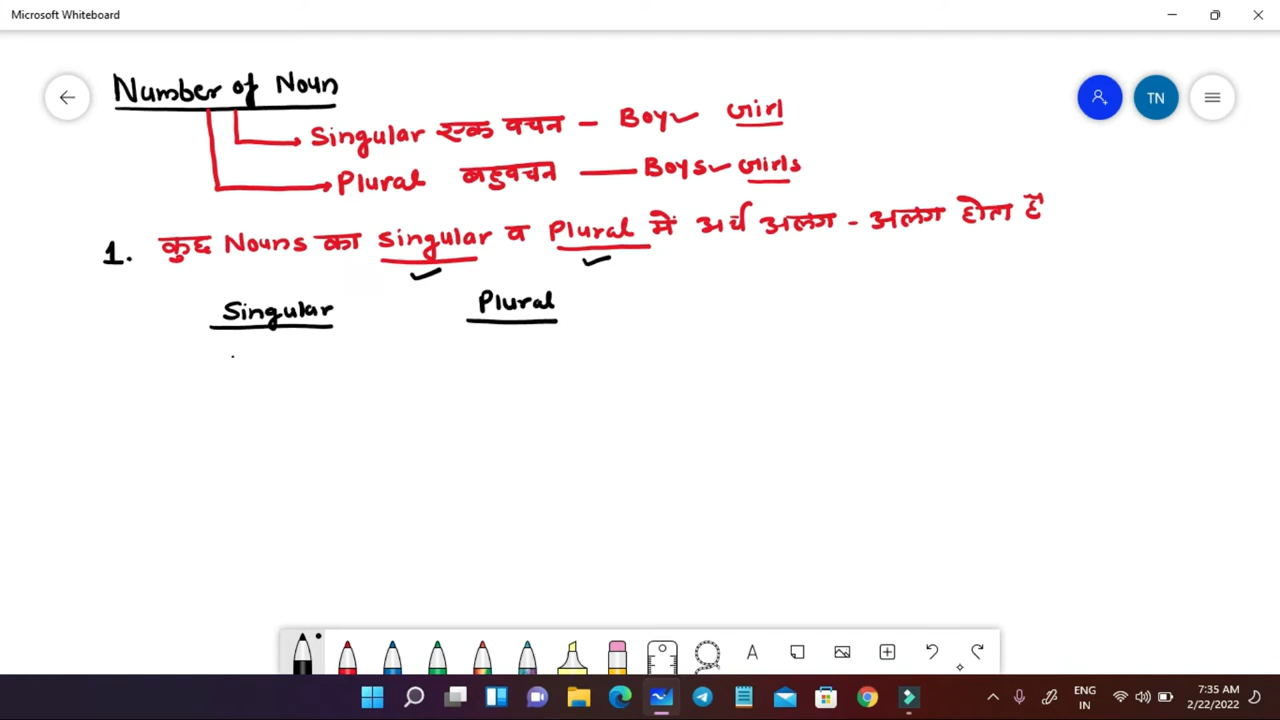 Microsoft Whiteboard
Number of Noun
TN
Singular एक वचन - Boy girl
Plural बहुवचन — Boys girls
1. कुछ Nouns का singular व Plural में अर्थ अलग - अलग होता है
Singular Plural
A
ENG
IN
7:35 AM
2/22/2022